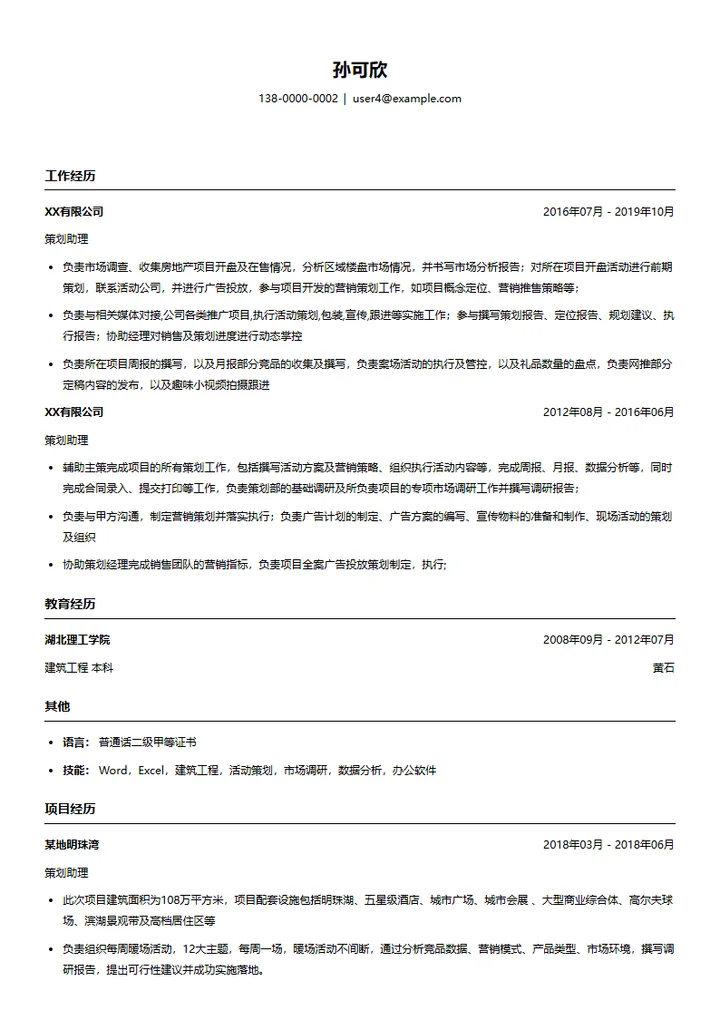 孙可欣
138-0000-0002 | user4@example.com
工作经历
XX有限公司 2016年07月 - 2019年10月
策划助理
• 负责市场调查、收集房地产项目开盘及在售情况，分析区域楼盘市场情况，并书写市场分析报告；对所在项目开盘活动进行前期
策划，联系活动公司，并进行广告投放，参与项目开发的营销策划工作，如项目概念定位、营销推售策略等；
• 负责与相关媒体对接,公司各类推广项目,执行活动策划,包装,宣传,跟进等实施工作；参与撰写策划报告、定位报告、规划建议、执
行报告；协助经理对销售及策划进度进行动态掌控
• 负责所在项目周报的撰写，以及月报部分竞品的收集及撰写，负责案场活动的执行及管控，以及礼品数量的盘点，负责网推部分
定稿内容的发布，以及趣味小视频拍摄跟进
XX有限公司 2012年08月 - 2016年06月
策划助理
• 辅助主策完成项目的所有策划工作，包括撰写活动方案及营销策略、组织执行活动内容等，完成周报、月报、数据分析等，同时
完成合同录入、提交打印等工作，负责策划部的基础调研及所负责项目的专项市场调研工作并撰写调研报告；
• 负责与甲方沟通，制定营销策划并落实执行；负责广告计划的制定、广告方案的编写、宣传物料的准备和制作、现场活动的策划
及组织
• 协助策划经理完成销售团队的营销指标，负责项目全案广告投放策划制定，执行;
教育经历
湖北理工学院 2008年09月 - 2012年07月
建筑工程 本科 黄石
其他
• 语言： 普通话二级甲等证书
• 技能： Word，Excel，建筑工程，活动策划，市场调研，数据分析，办公软件
项目经历
某地明珠湾 2018年03月 - 2018年06月
策划助理
• 此次项目建筑面积为108万平方米，项目配套设施包括明珠湖、五星级酒店、城市广场、城市会展 、大型商业综合体、高尔夫球
场、滨湖景观带及高档居住区等
• 负责组织每周暖场活动，12大主题，每周一场，暖场活动不间断，通过分析竞品数据、营销模式、产品类型、市场环境，撰写调
研报告，提出可行性建议并成功实施落地。